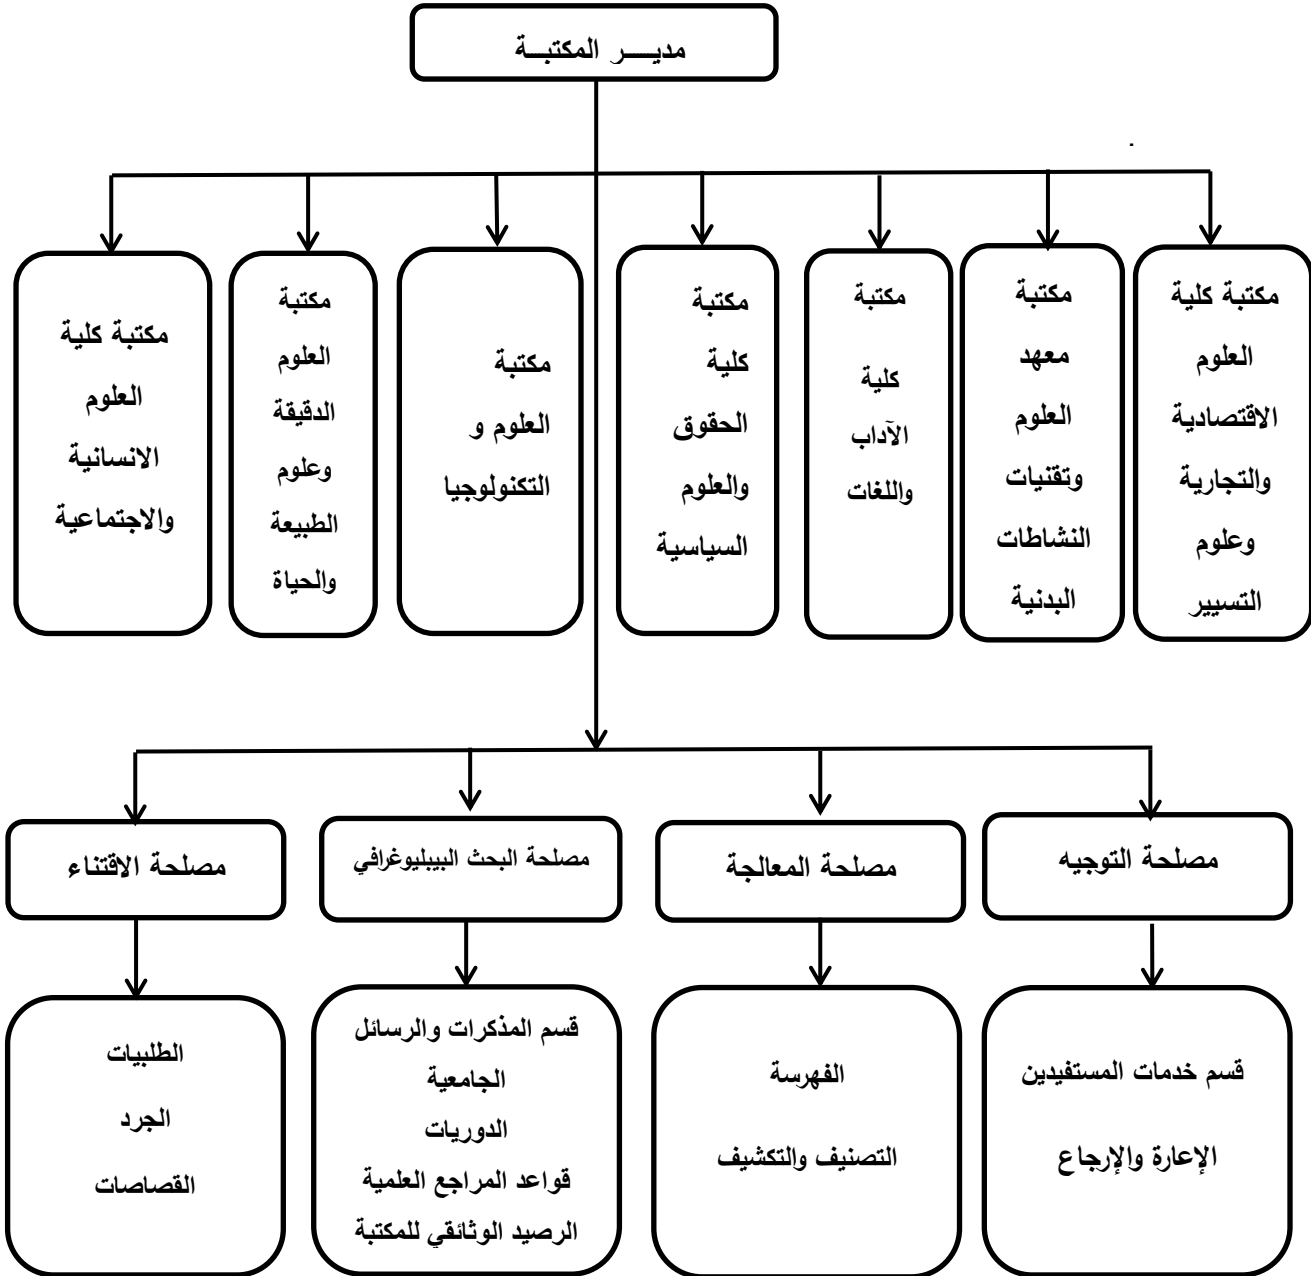 مديـــر المكتبــة
مكتبة كلية
العلوم
الاقتصادية
والتجارية
وعلوم
التسيير
مكتبة
معهد
العلوم
وتقنيات
النشاطات
البدنية
مكتبة
كلية
الآداب
واللغات
مكتبة
كلية
الحقوق
والعلوم
السياسية
مكتبة
العلوم و
التكنولوجيا
مكتبة
العلوم
الدقيقة
وعلوم
الطبيعة
والحياة
مكتبة كلية
العلوم
الانسانية
والاجتماعية
مصلحة التوجيه
مصلحة المعالجة
مصلحة البحث البيبليوغرافي
مصلحة الاقتناء
قسم خدمات المستفيدين
الإعارة والإرجاع
الفهرسة
التصنيف والتكشيف
قسم المذكرات والرسائل
الجامعية
الدوريات
قواعد المراجع العلمية
الرصيد الوثائقي للمكتبة
الطلبيات
الجرد
القصاصات